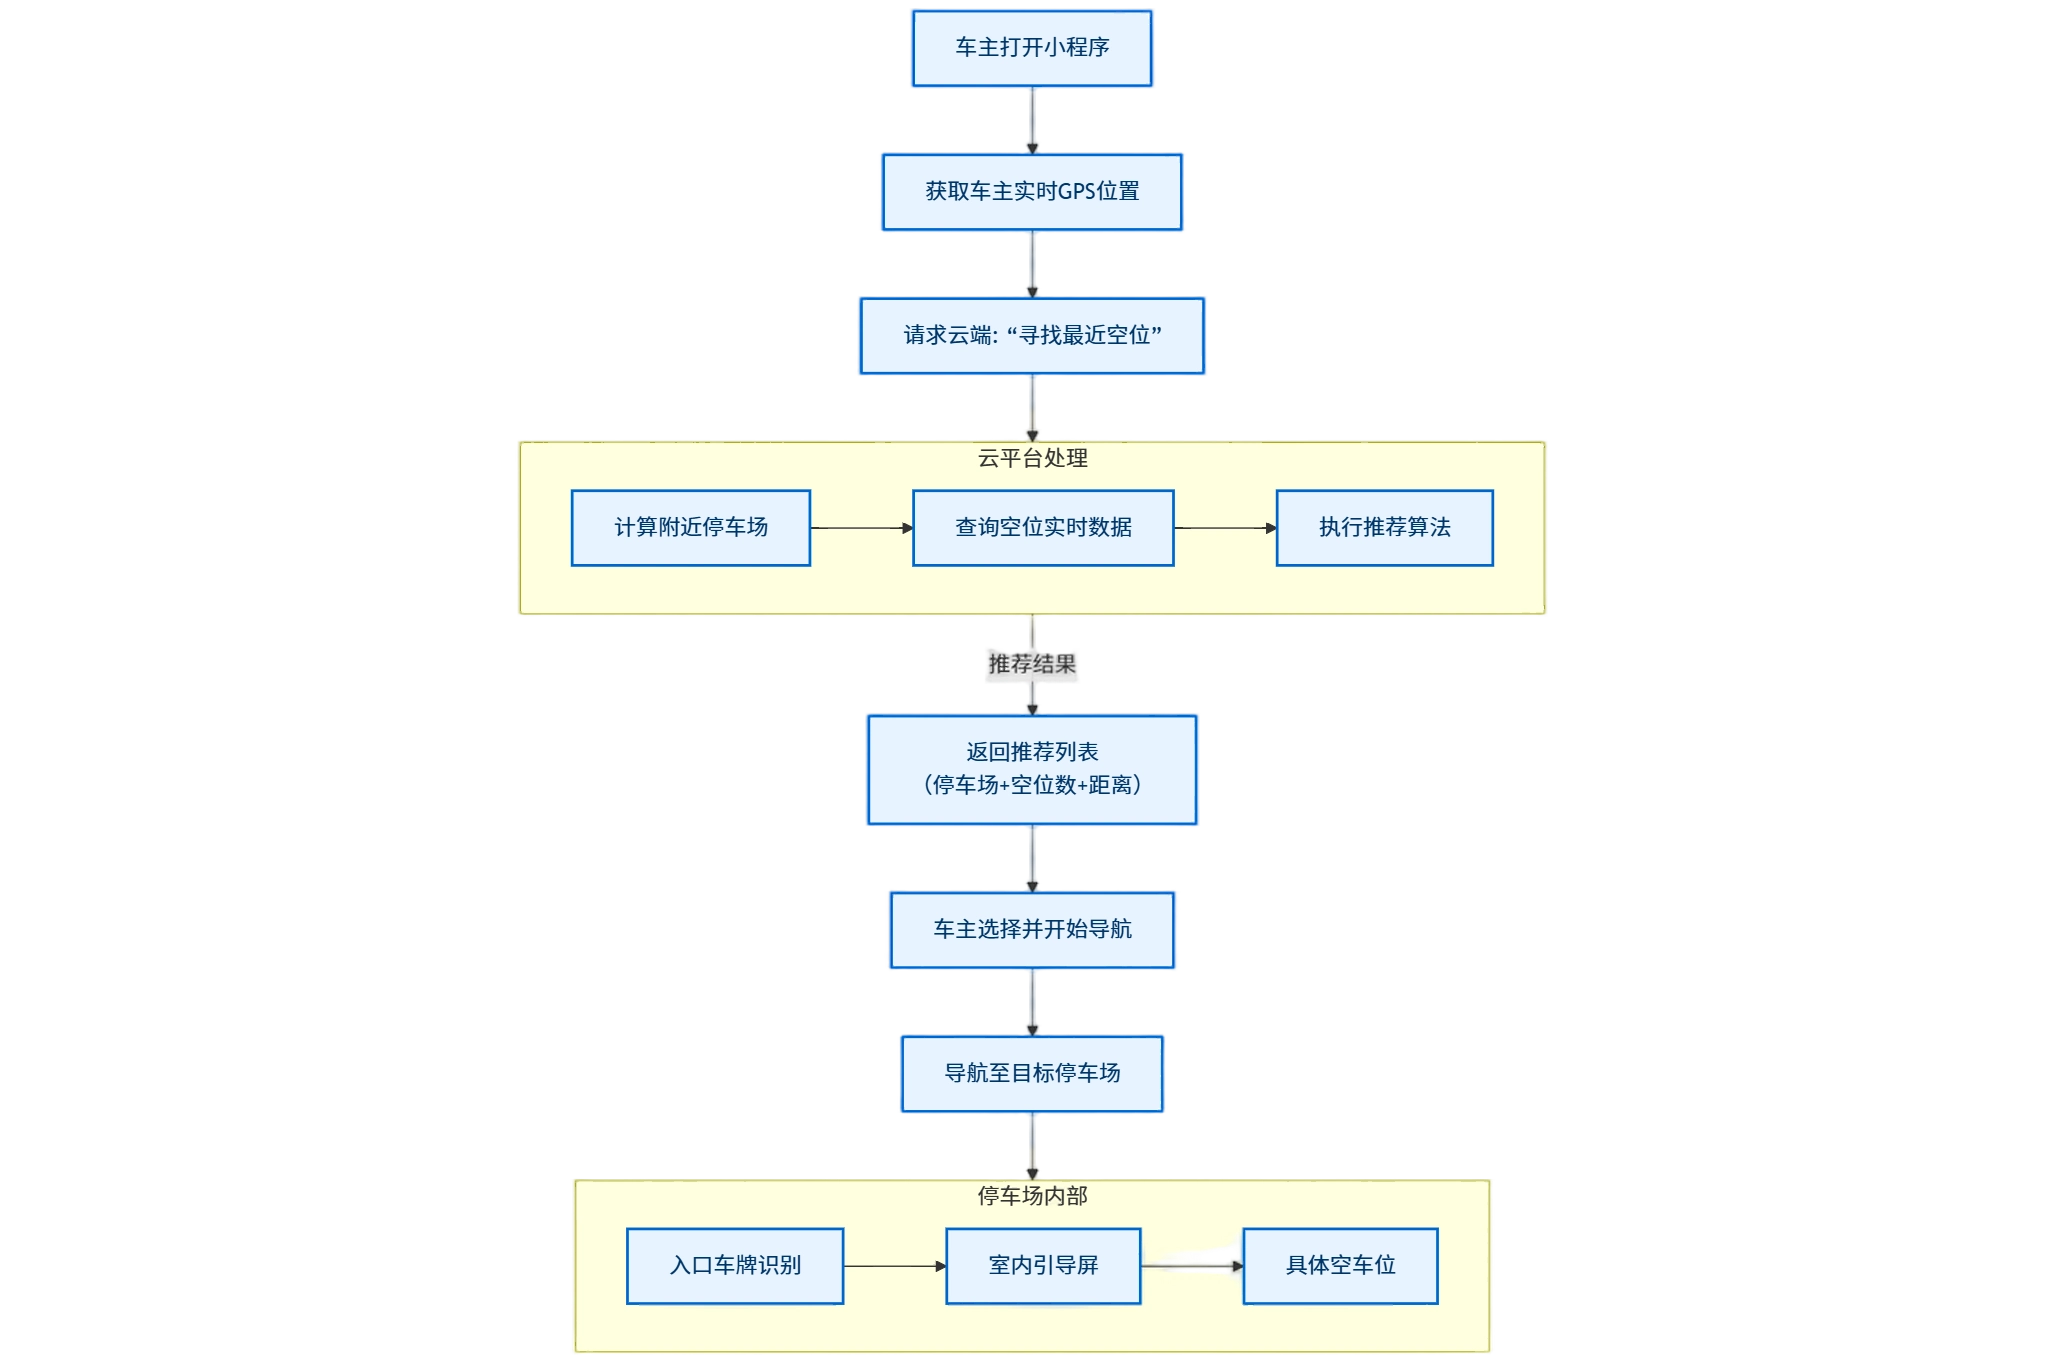 车主打开小程序
获取车主实时GPS位置
请求云端: “寻找最近空位”
云平台处理
计算附近停车场
查询空位实时数据
执行推荐算法
推荐结果
返回推荐列表
（停车场+空位数+距离）
车主选择并开始导航
导航至目标停车场
停车场内部
入口车牌识别
室内引导屏
具体空车位